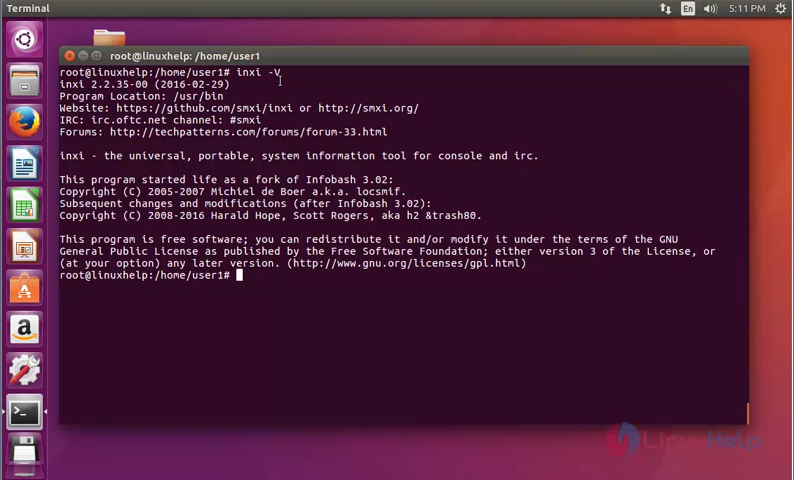 Terminal
En
5:11 PM
root@linuxhelp: /home/user1
root@linuxhelp:/home/user1# inxi -V
inxi 2.2.35-00 (2016-02-29)
Program Location: /usr/bin
Website: https://github.com/smxi/inxi or http://smxi.org/
IRC: irc.oftc.net channel: #smxi
Forums: http://techpatterns.com/forums/forum-33.html
inxi - the universal, portable, system information tool for console and irc.
This program started life as a fork of Infobash 3.02:
Copyright (C) 2005-2007 Michiel de Boer a.k.a. locsmif.
Subsequent changes and modifications (after Infobash 3.02):
Copyright (C) 2008-2016 Harald Hope, Scott Rogers, aka h2 &trash80.
This program is free software; you can redistribute it and/or modify it under the terms of the GNU
General Public License as published by the Free Software Foundation; either version 3 of the License, or
(at your option) any later version. (http://www.gnu.org/licenses/gpl.html)
root@linuxhelp:/home/user1#
LinuxHelp